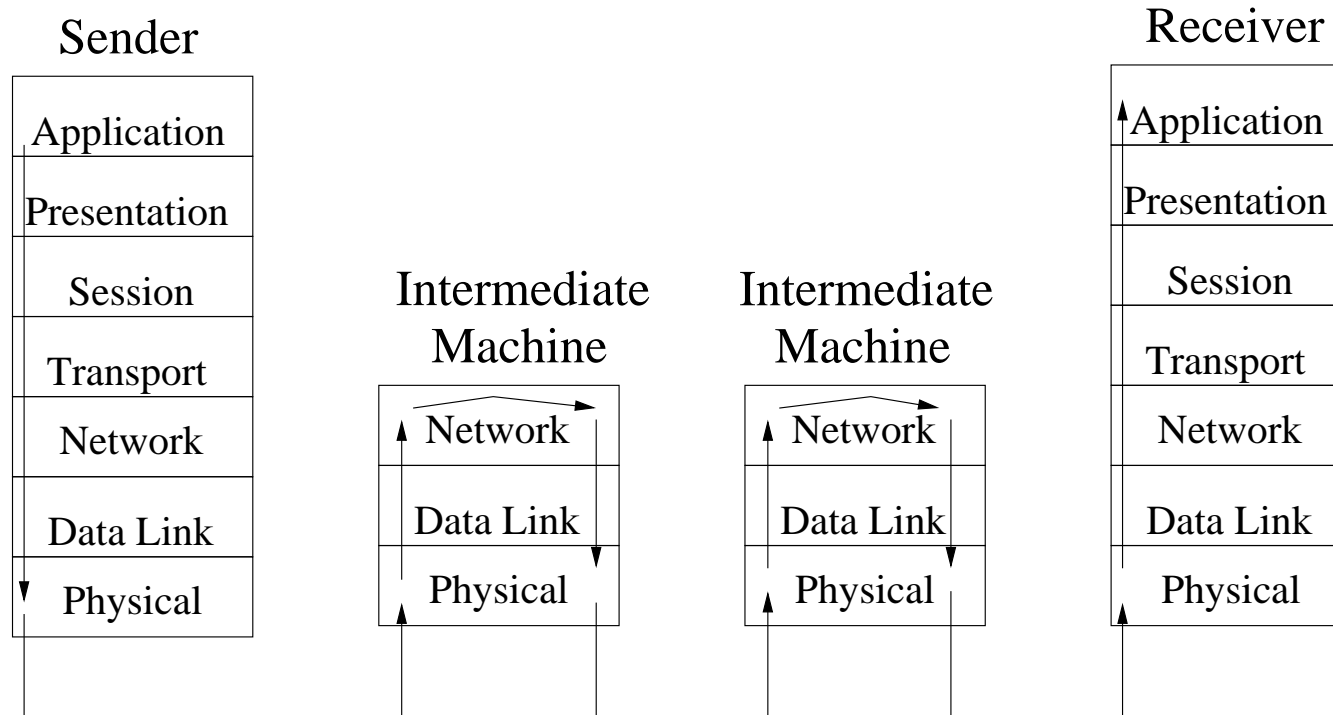 Sender
Application
Presentation
Session
Transport
Network
Data Link
Physical
Intermediate
Machine
Network
Data Link
Physical
Intermediate
Machine
Network
Data Link
Physical
Receiver
Application
Presentation
Session
Transport
Network
Data Link
Physical